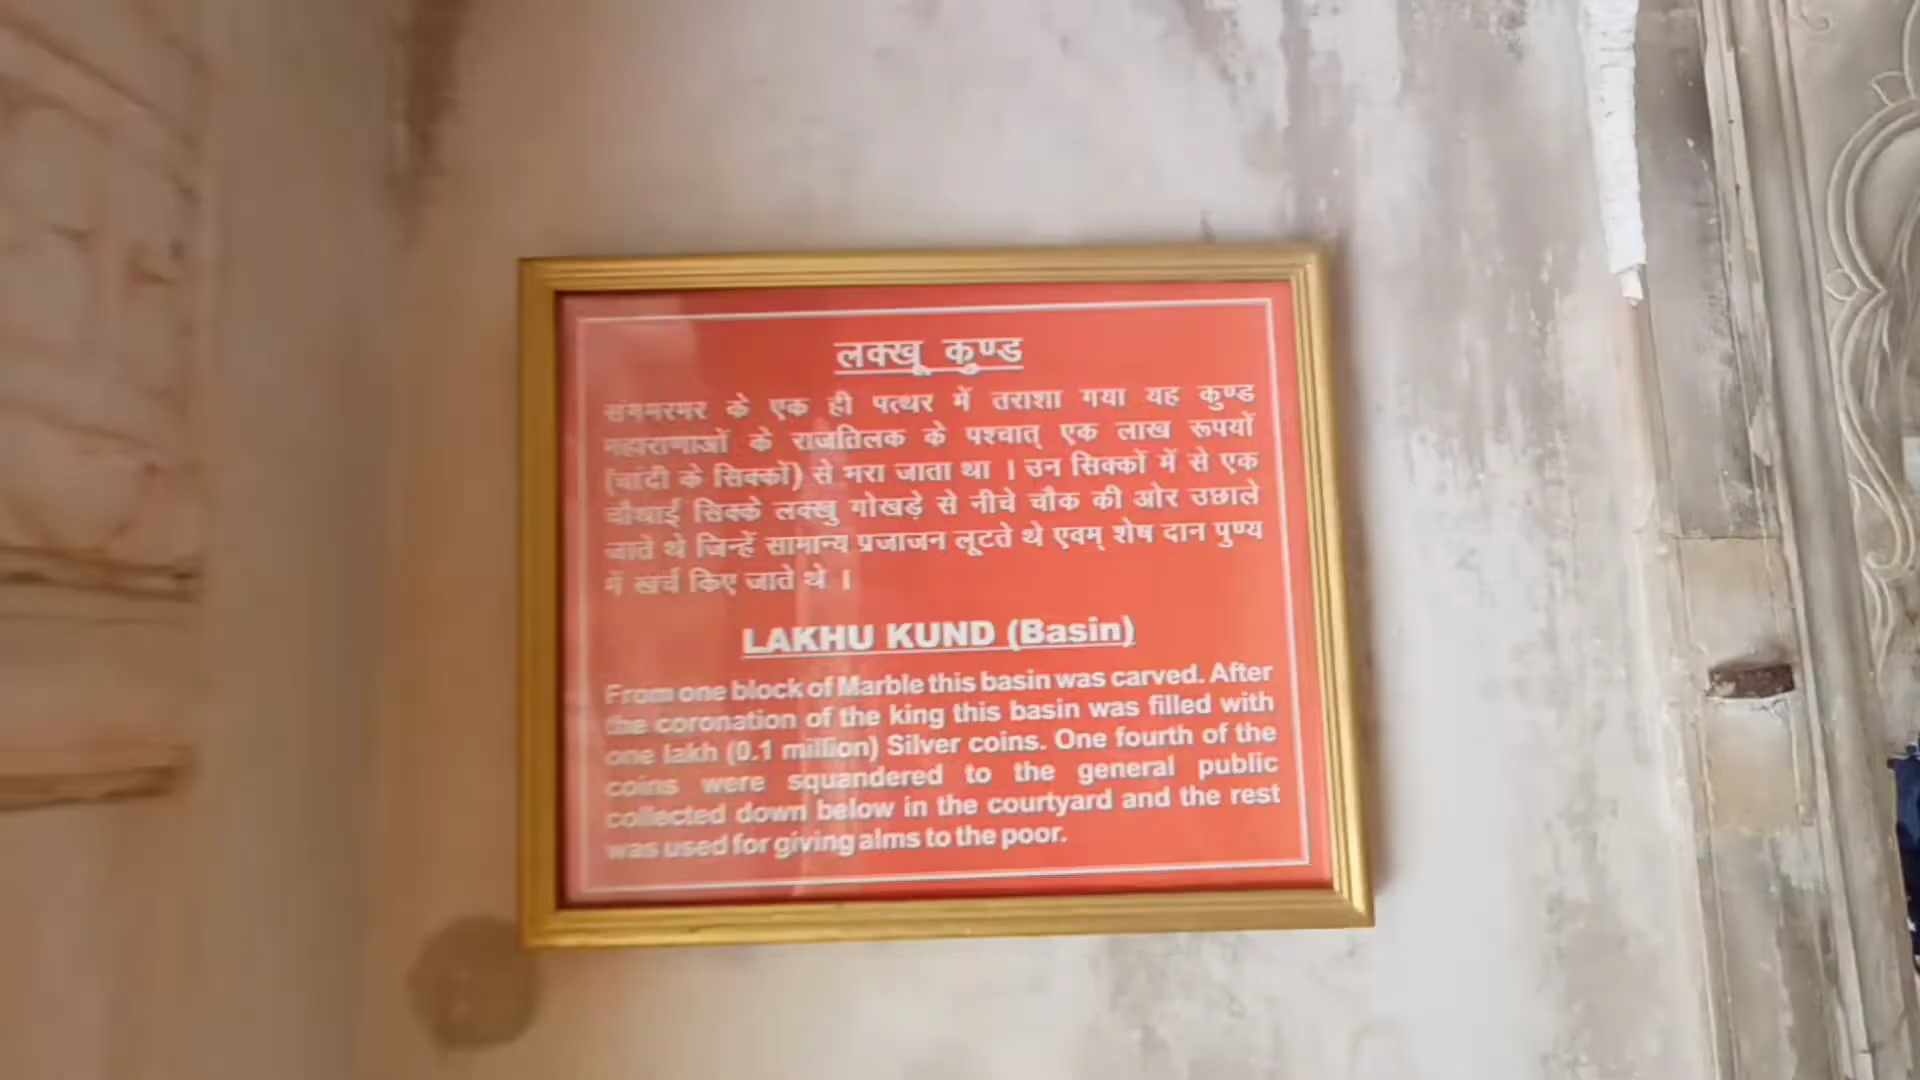 लक्खू कुण्ड
संगमरमर के एक ही पत्थर में तराशा गया यह कुण्ड
महाराणाओं के राजतिलक के पश्चात् एक लाख रूपयों
(चांदी के सिक्कों) से भरा जाता था । उन सिक्कों में से एक
चौथाई सिक्के लक्खु गोखड़े से नीचे चौक की ओर उछाले
जाते थे जिन्हें सामान्य प्रजाजन लूटते थे एवम् शेष दान पुण्य
में खर्च किए जाते थे ।
LAKHU KUND (Basin)
From one block of Marble this basin was carved. After
the coronation of the king this basin was filled with
one lakh (0.1 million) Silver coins. One fourth of the
coins were squandered to the general public
collected down below in the courtyard and the rest
was used for giving alms to the poor.